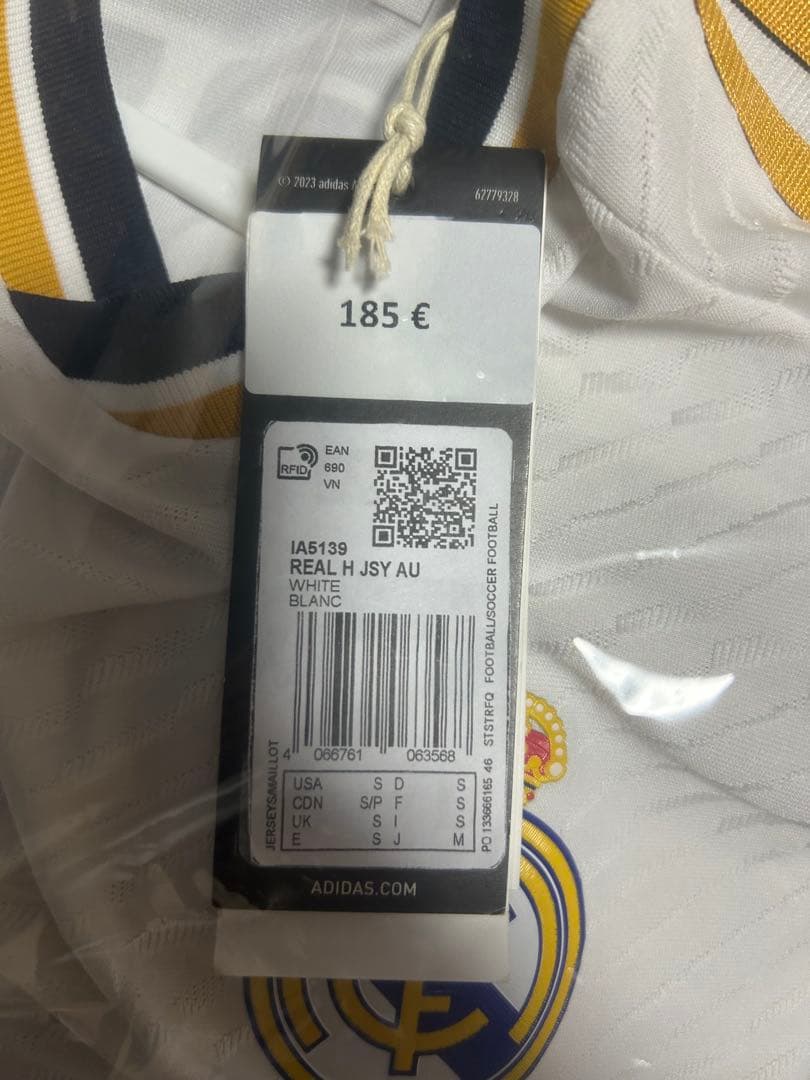 © 2023 adidas
62779328
185 €
RFID
EAN
690
VN
IA5139
REAL H JSY AU
WHITE
BLANC
4 066761 063568
JERSEYS/MAILLOT
PO 133666165 46 STSTRFQ FOOTBALL/SOCCER FOOTBALL
USA S D S
CDN S/P F S
UK S I S
E S J M
ADIDAS.COM